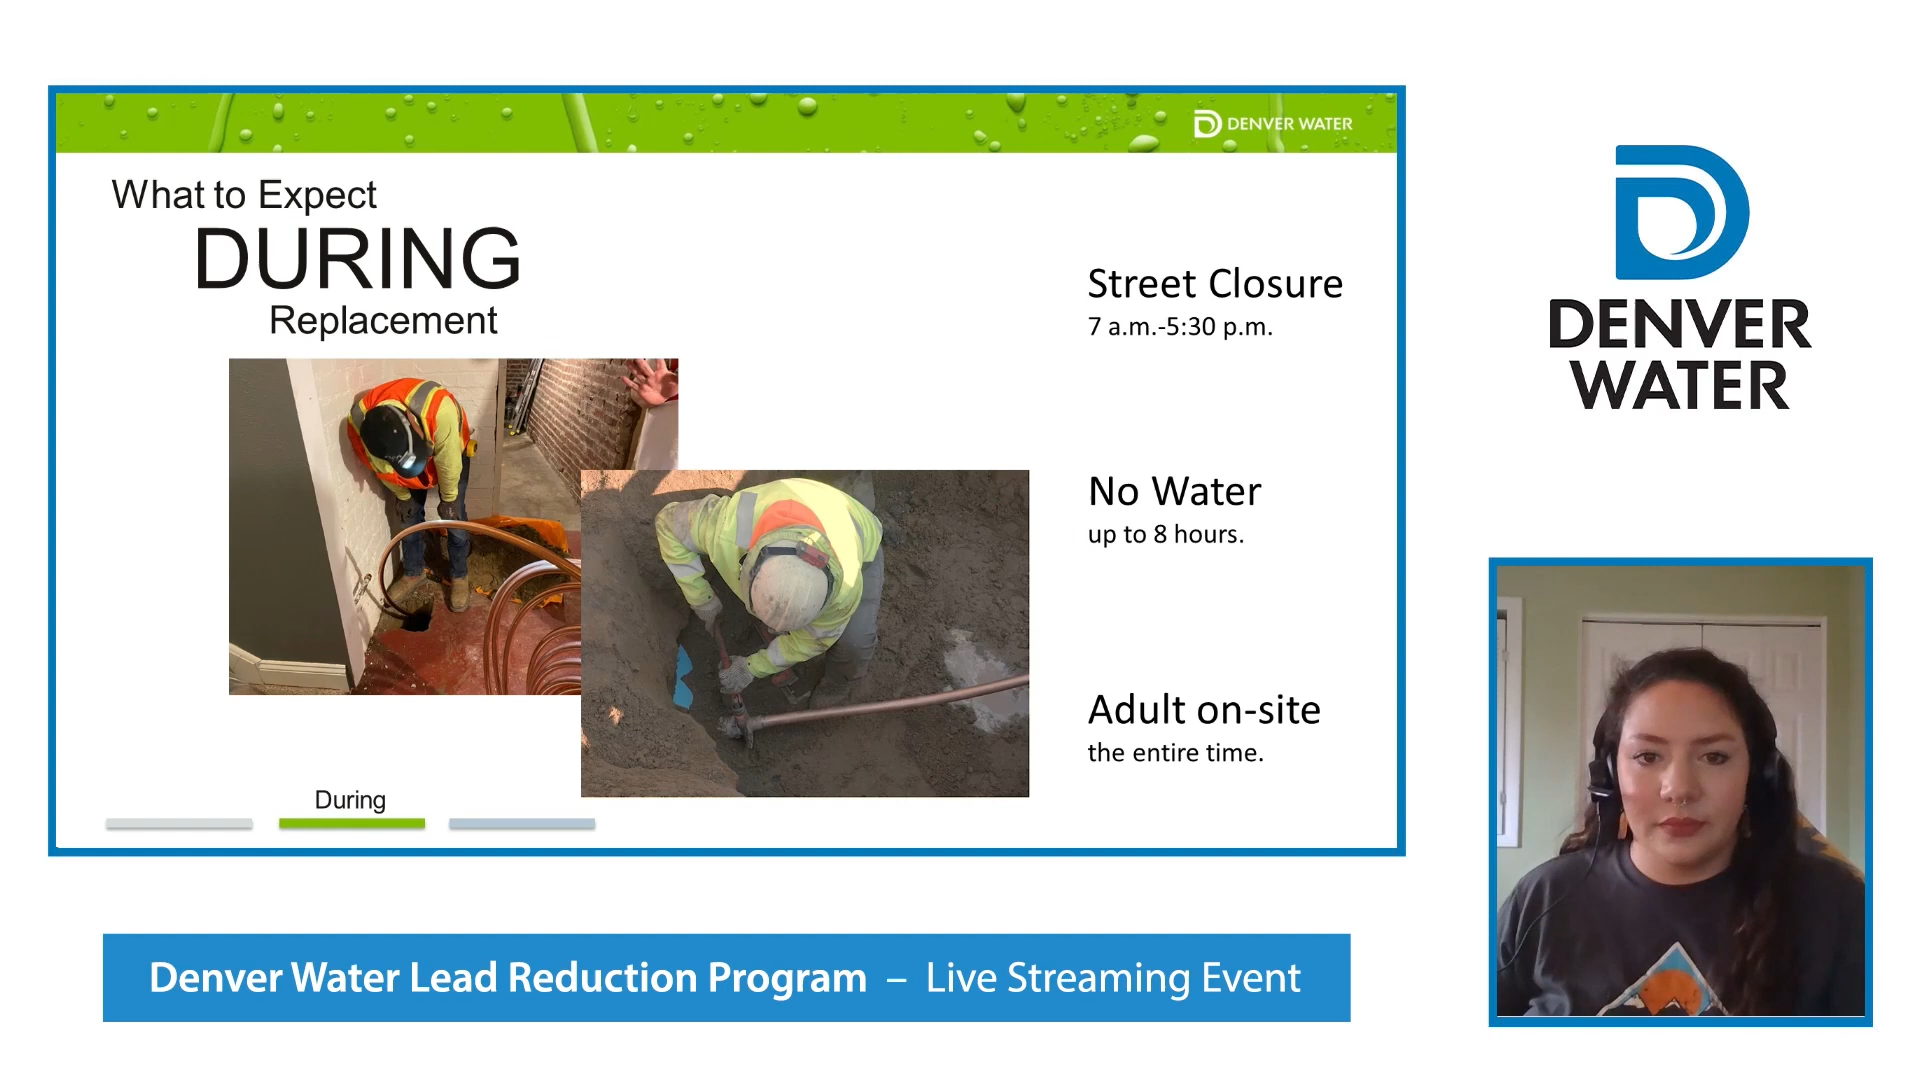 DENVER WATER
What to Expect
DURING
Replacement
Street Closure
7 a.m.-5:30 p.m.
No Water
up to 8 hours.
Adult on-site
the entire time.
During
DENVER
WATER
Denver Water Lead Reduction Program – Live Streaming Event